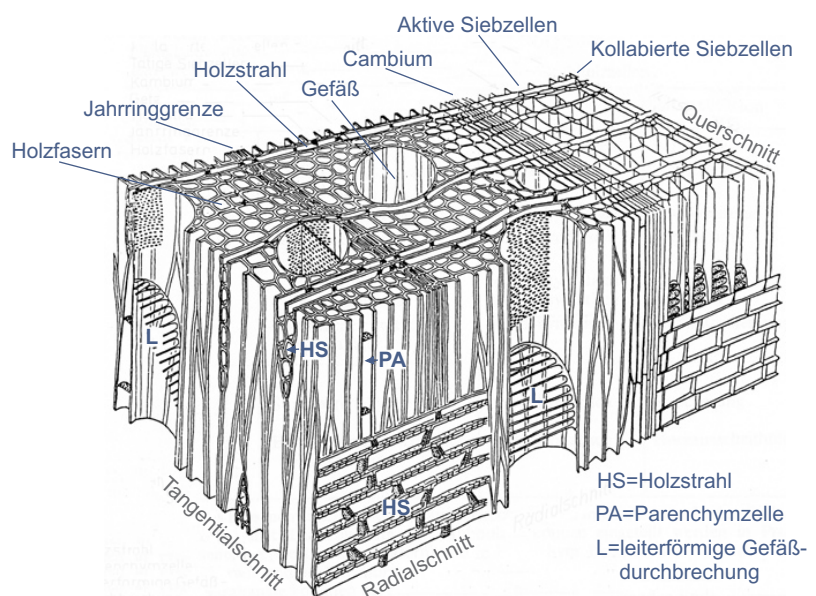 Aktive Siebzellen
Kollabierte Siebzellen
Cambium
Holzstrahl
Gefäß
Jahrringgrenze
Querschnitt
Holzfasern
L
HS
PA
L
HS
Tangentialschnitt
Radialschnitt
Radialschnitt
HS=Holzstrahl
PA=Parenchymzelle
L=leiterförmige Gefäß-
durchbrechung